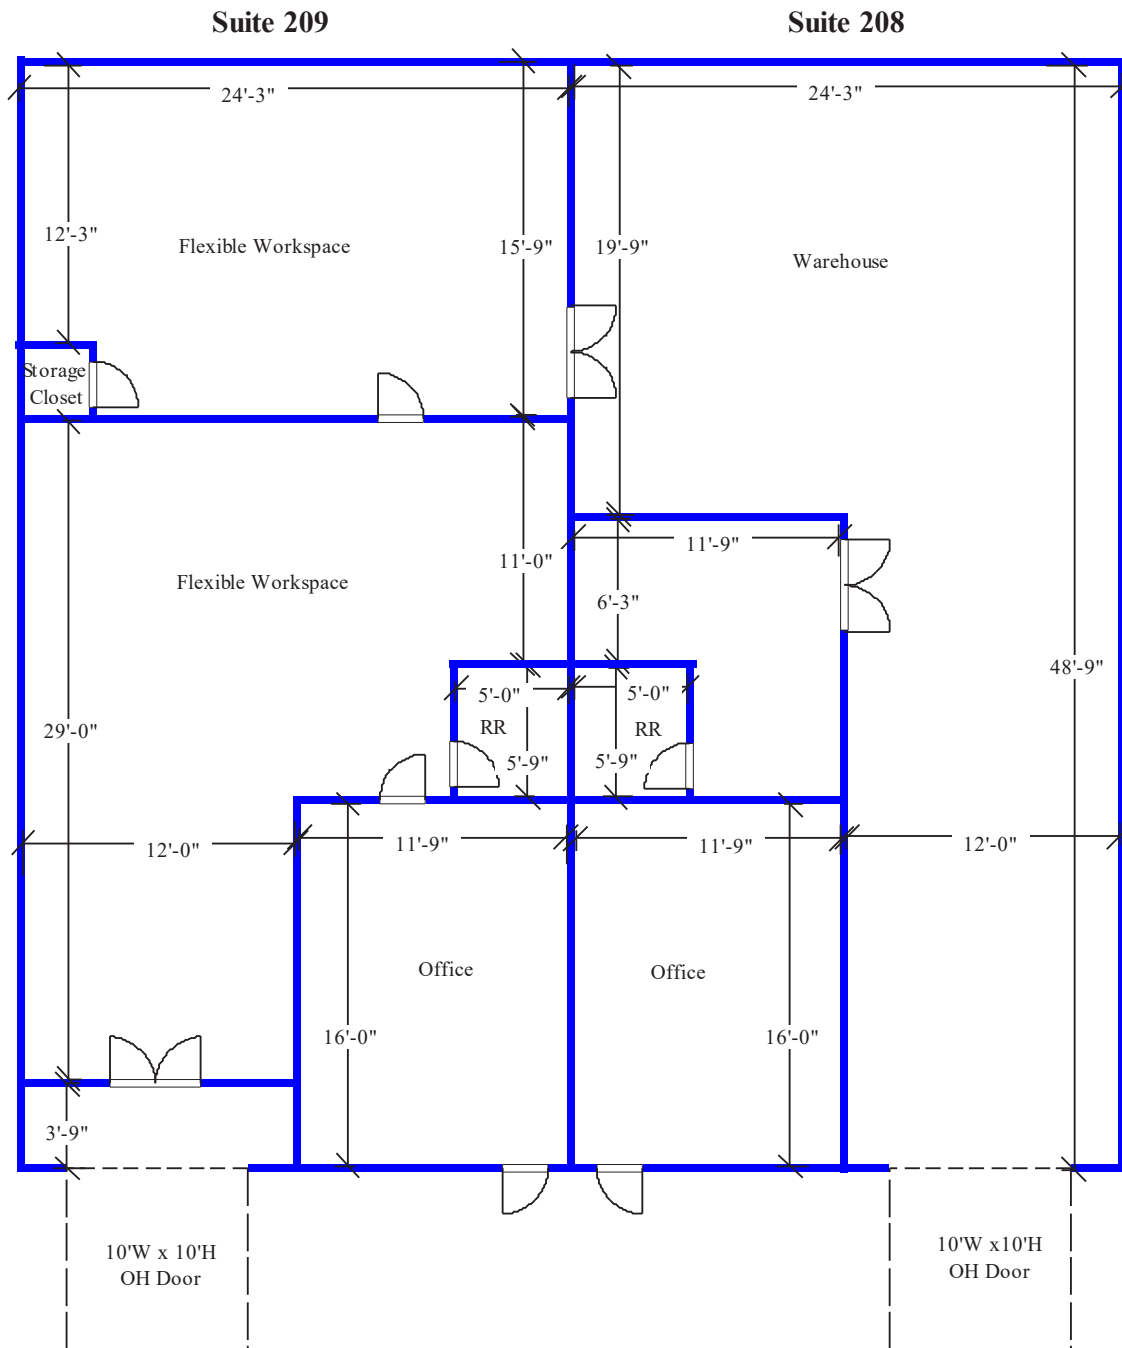 Suite 209
Suite 208
24'-3"
24'-3"
12'-3"
Flexible Workspace
15'-9"
19'-9"
Warehouse
Storage
Closet
11'-9"
11'-0"
Flexible Workspace
6'-3"
48'-9"
5'-0"
5'-0"
RR
RR
29'-0"
5'-9"
5'-9"
12'-0"
11'-9"
11'-9"
12'-0"
Office
Office
16'-0"
16'-0"
3'-9"
10'W x 10'H
OH Door
10'W x10'H
OH Door